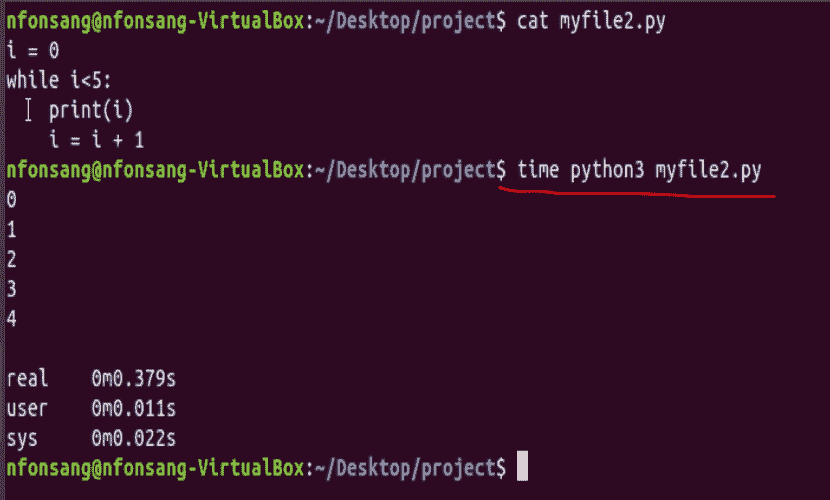 nfonsang@nfonsang-VirtualBox:~/Desktop/project$ cat myfile2.py
i = 0
while i<5:
    print(i)
    i = i + 1
nfonsang@nfonsang-VirtualBox:~/Desktop/project$ time python3 myfile2.py
0
1
2
3
4
real    0m0.379s
user    0m0.011s
sys     0m0.022s
nfonsang@nfonsang-VirtualBox:~/Desktop/project$